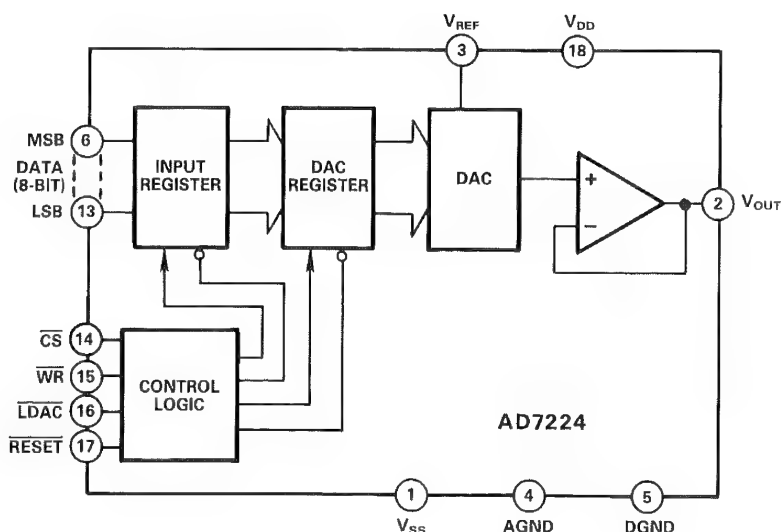 VREF
VDD
3
18
MSB
6
DATA
(8-BIT)
LSB
13
INPUT
REGISTER
DAC
REGISTER
DAC
+
−
2
VOUT
CS
14
WR
15
LDAC
16
RESET
17
CONTROL
LOGIC
AD7224
1
4
5
VSS
AGND
DGND